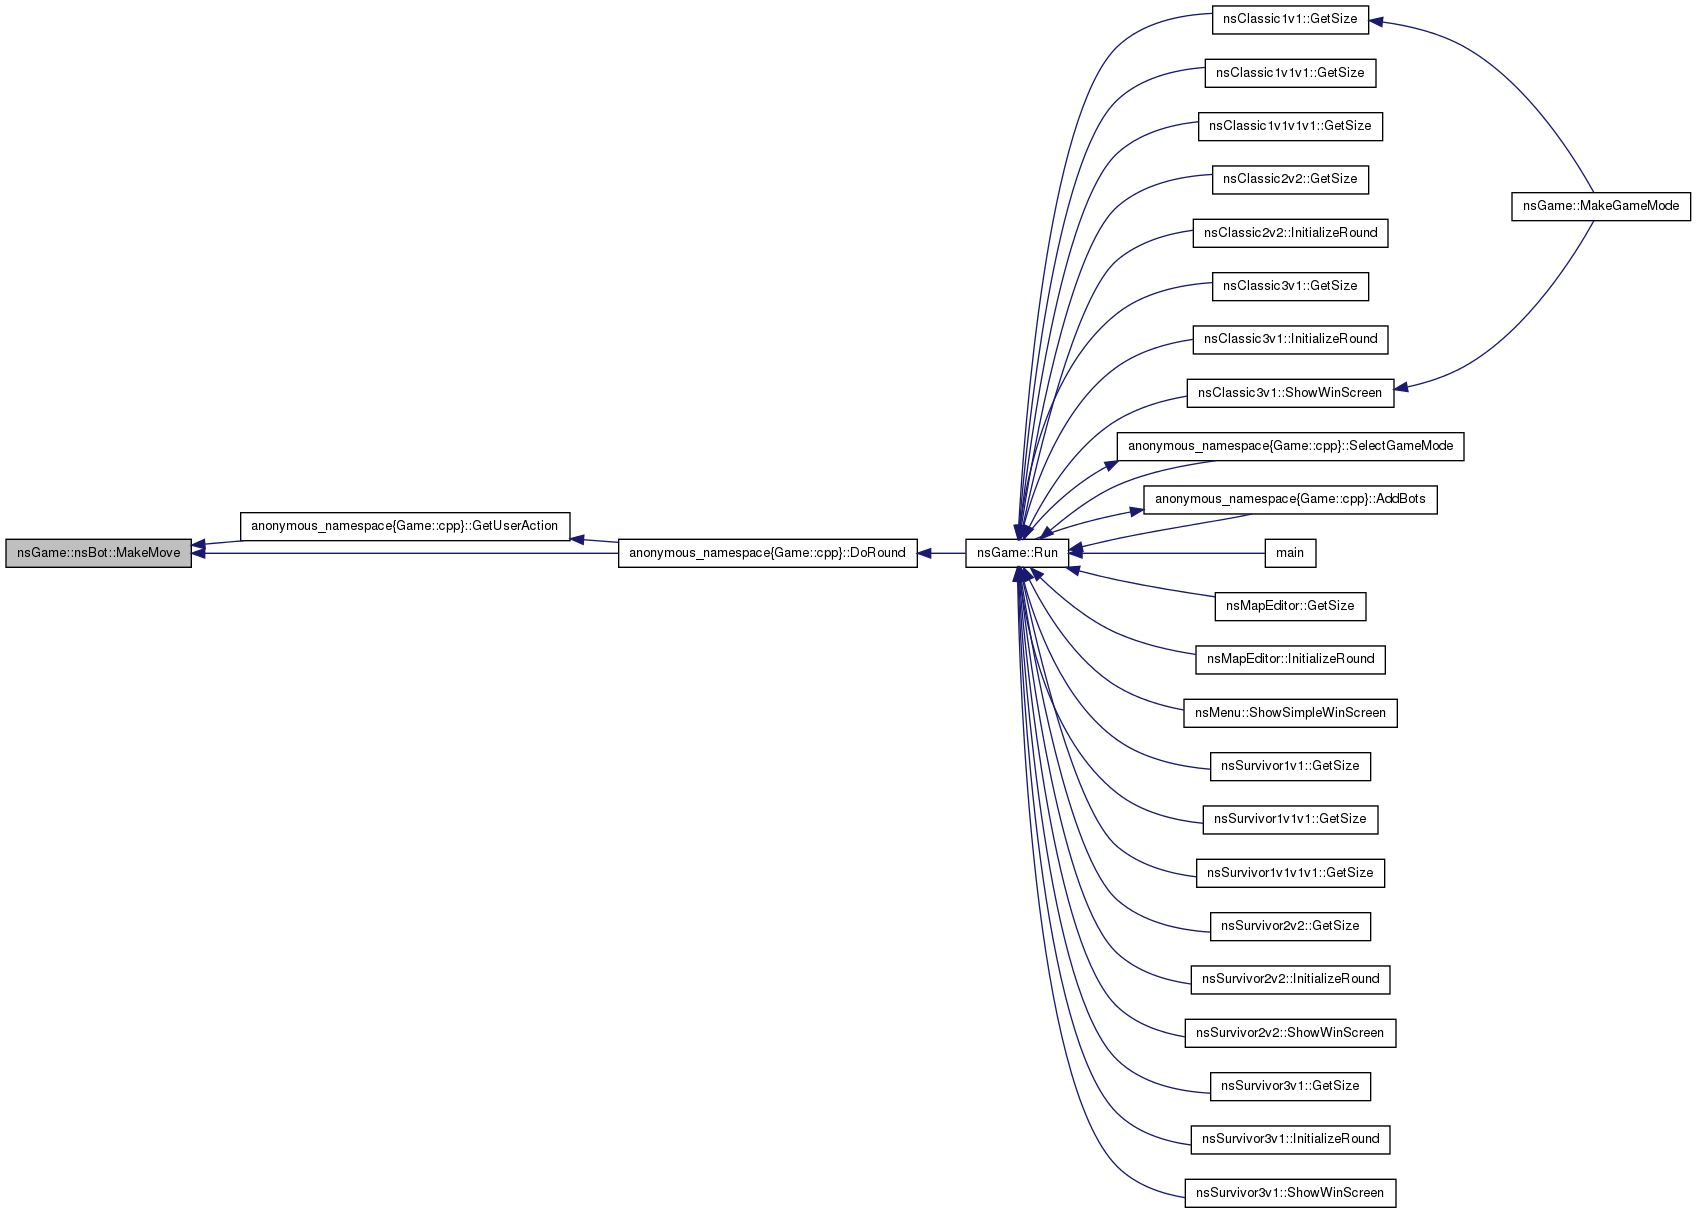 nsClassic1v1::GetSize
nsClassic1v1v1::GetSize
nsClassic1v1v1v1::GetSize
nsClassic2v2::GetSize
nsGame::MakeGameMode
nsClassic2v2::InitializeRound
nsClassic3v1::GetSize
nsClassic3v1::InitializeRound
nsClassic3v1::ShowWinScreen
anonymous_namespace{Game::cpp}::SelectGameMode
anonymous_namespace{Game::cpp}::AddBots
anonymous_namespace{Game::cpp}::GetUserAction
nsGame::nsBot::MakeMove
anonymous_namespace{Game::cpp}::DoRound
nsGame::Run
main
nsMapEditor::GetSize
nsMapEditor::InitializeRound
nsMenu::ShowSimpleWinScreen
nsSurvivor1v1::GetSize
nsSurvivor1v1v1::GetSize
nsSurvivor1v1v1v1::GetSize
nsSurvivor2v2::GetSize
nsSurvivor2v2::InitializeRound
nsSurvivor2v2::ShowWinScreen
nsSurvivor3v1::GetSize
nsSurvivor3v1::InitializeRound
nsSurvivor3v1::ShowWinScreen